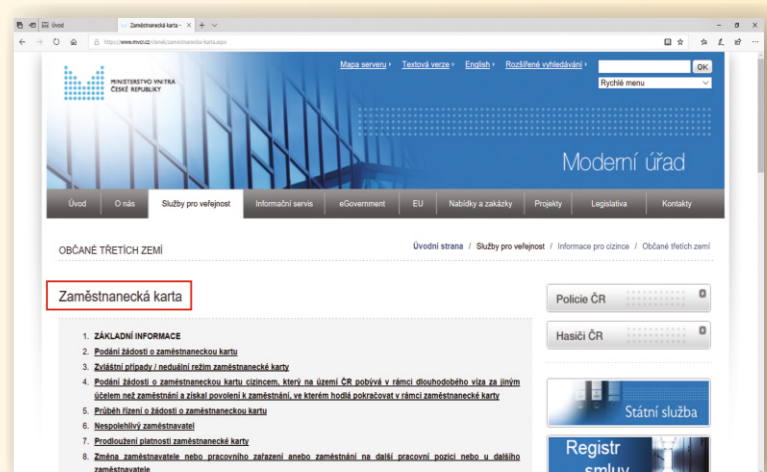 Úvod
Zaměstnanecká karta -
https://www.mvcr.cz/clanek/zamestnanecka-karta.aspx
MINISTERSTVO VNITRA
ČESKÉ REPUBLIKY
Mapa serveru
Textová verze
English
Rozšířené vyhledávání
OK
Rychlé menu
Moderní úřad
Úvod
O nás
Služby pro veřejnost
Informační servis
eGovernment
EU
Nabídky a zakázky
Projekty
Legislativa
Kontakty
OBČANÉ TŘETÍCH ZEMÍ
Úvodní strana / Služby pro veřejnost / Informace pro cizince / Občané třetích zemí
Zaměstnanecká karta
1. ZÁKLADNÍ INFORMACE
2. Podání žádosti o zaměstnaneckou kartu
3. Zvláštní případy / neduální režim zaměstnanecké karty
4. Podání žádosti o zaměstnaneckou kartu cizincem, který na území ČR pobývá v rámci dlouhodobého víza za jiným
účelem než zaměstnání a získal povolení k zaměstnání, ve kterém hodlá pokračovat v rámci zaměstnanecké karty
5. Průběh řízení o žádosti o zaměstnaneckou kartu
6. Nespolehlivý zaměstnavatel
7. Prodloužení platnosti zaměstnanecké karty
8. Změna zaměstnavatele nebo pracovního zařazení anebo zaměstnání na další pracovní pozici nebo u dalšího
zaměstnavatele
Policie ČR
Hasiči ČR
Státní služba
Registr
smluv